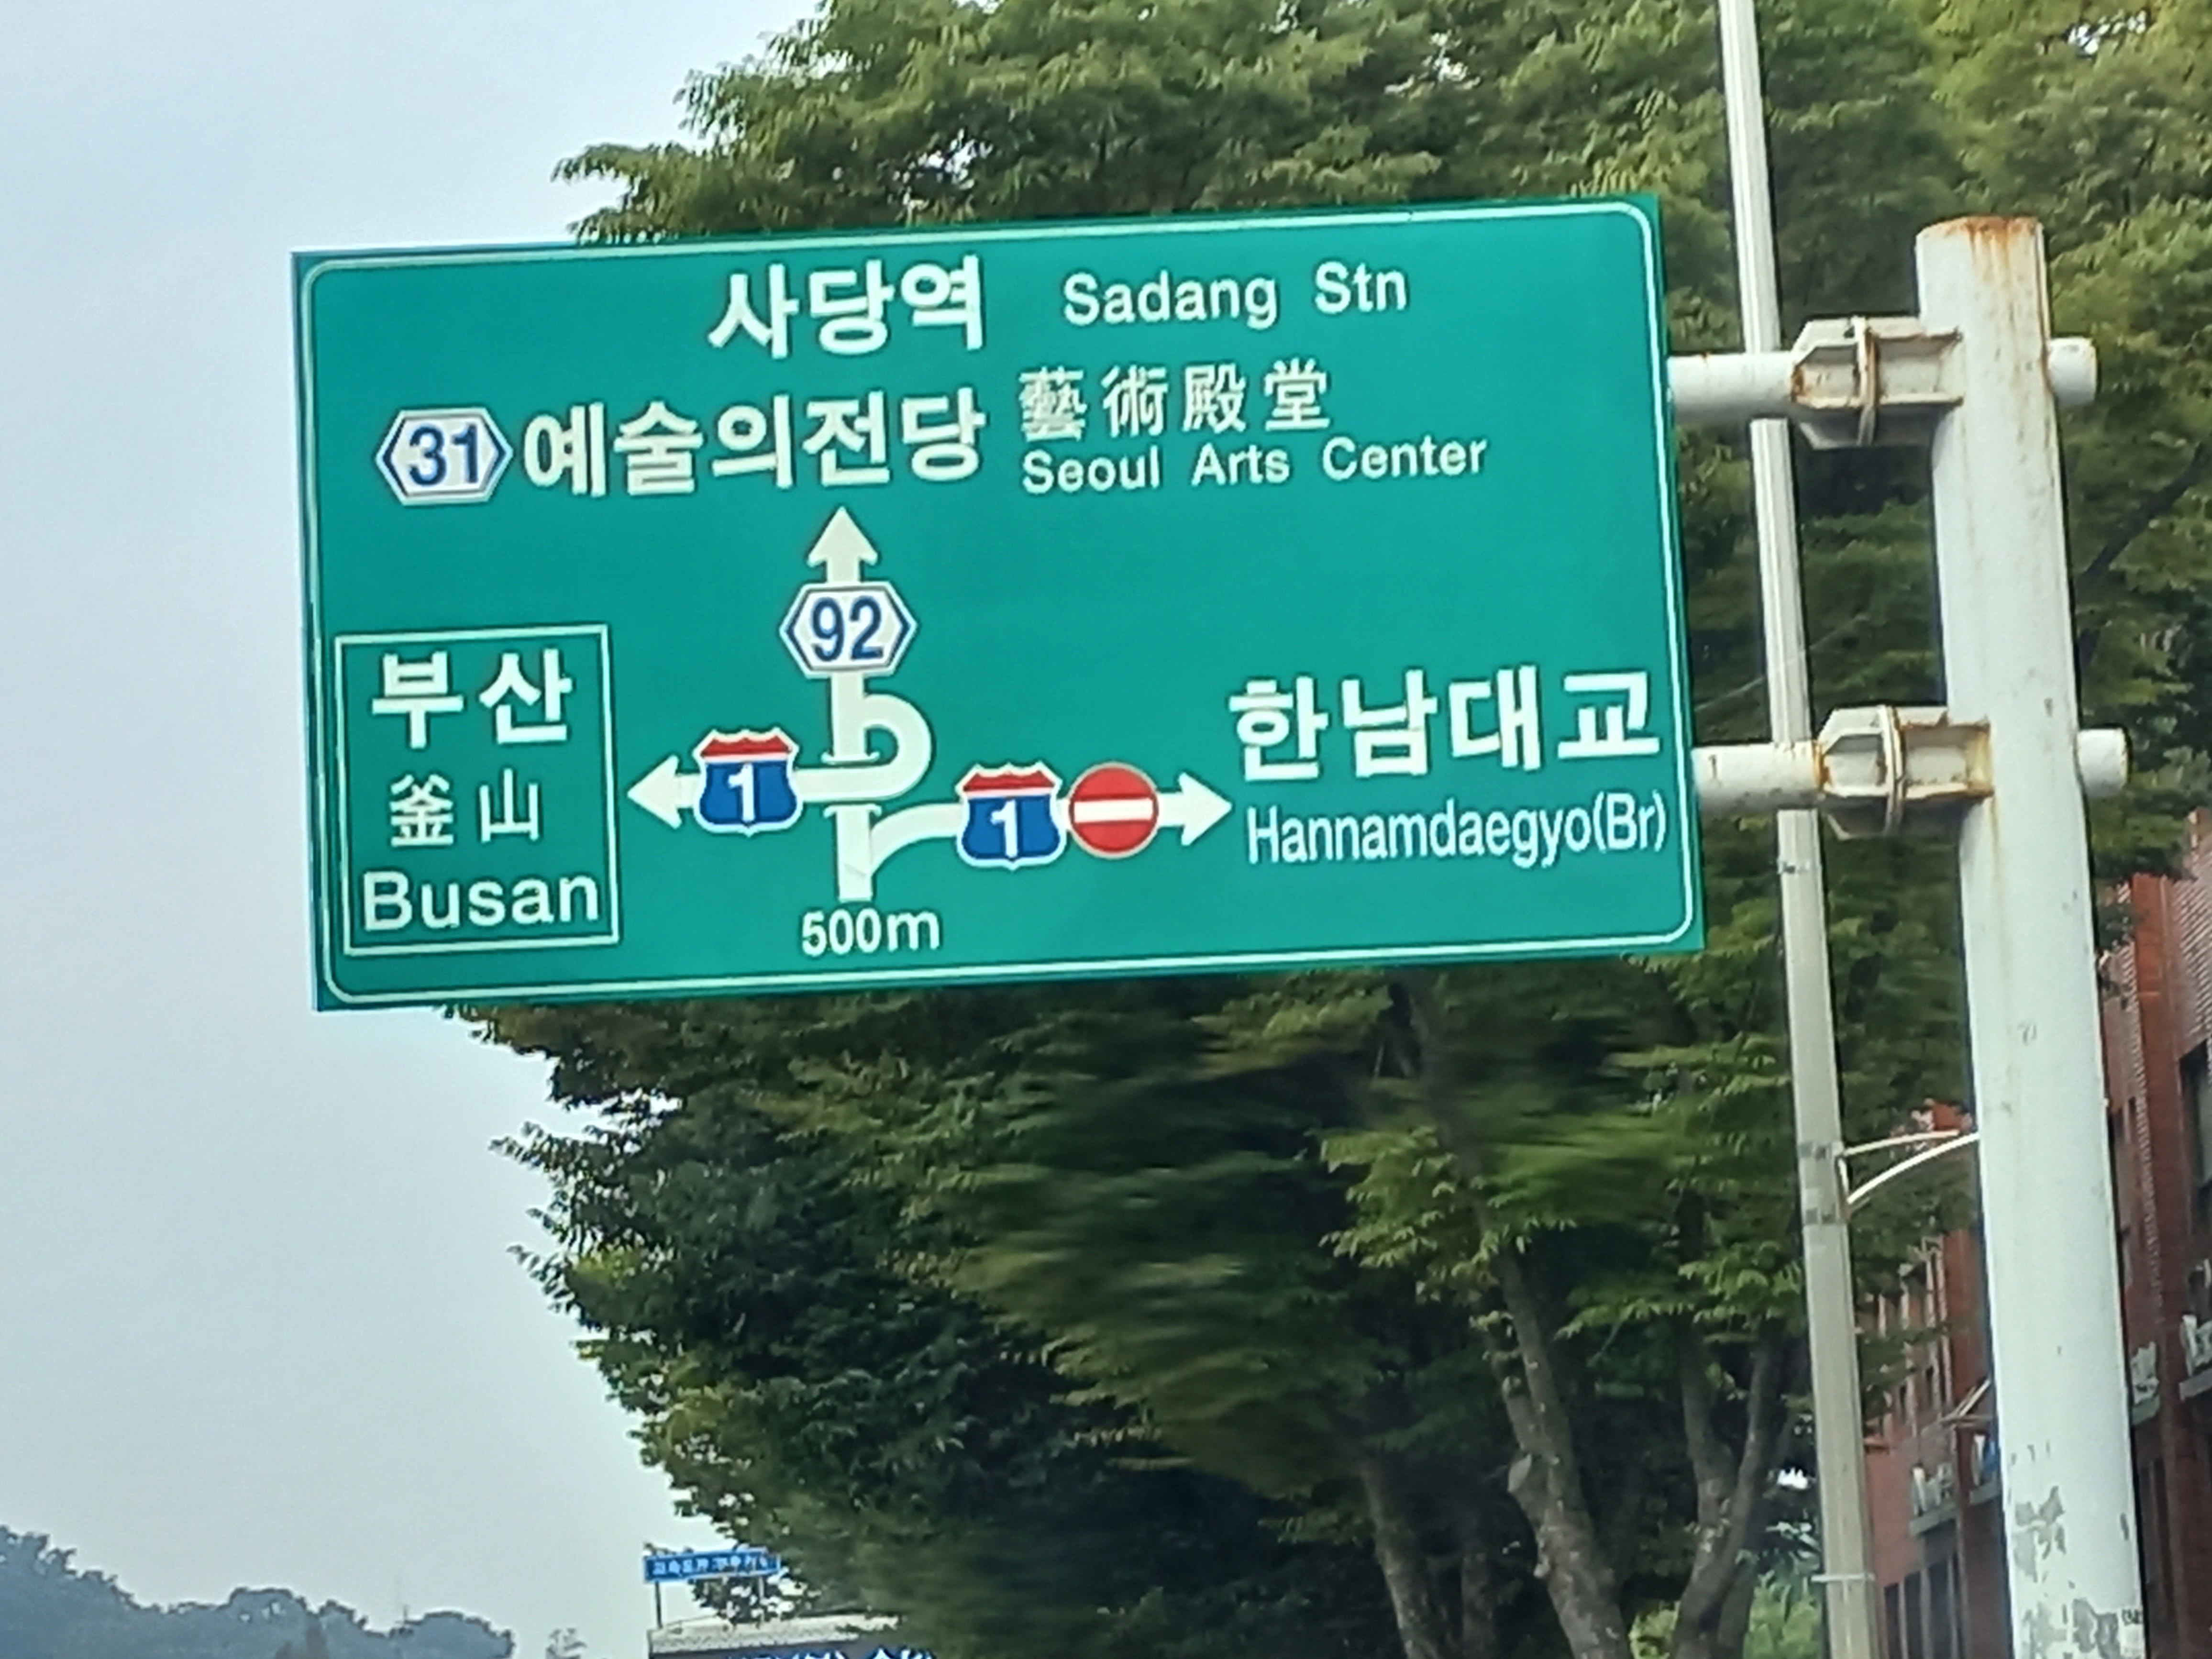 사당역 Sadang Stn
31 예술의전당 藝術殿堂
Seoul Arts Center
92
부산
釜山
Busan
1
1
한남대교
Hannamdaegyo(Br)
500m